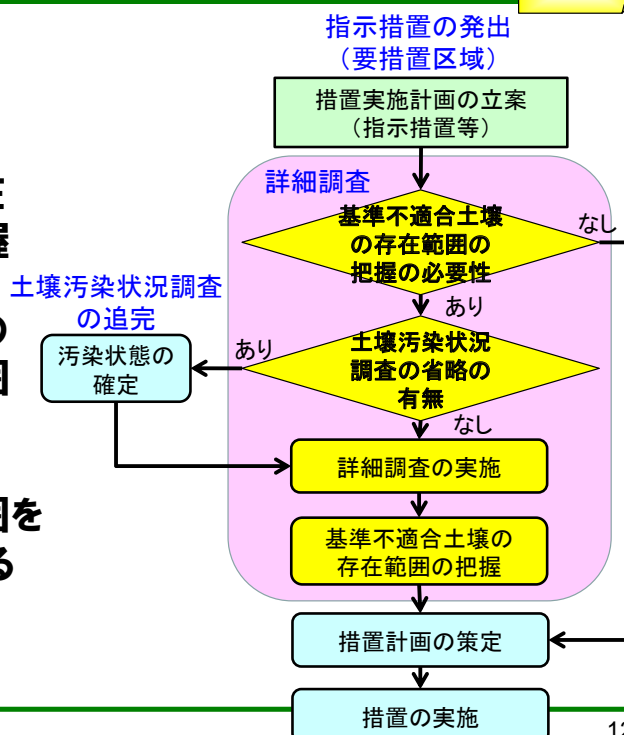 指示措置の発出
（要措置区域）
措置実施計画の立案
（指示措置等）
詳細調査
基準不適合土壌
の存在範囲の
把握の必要性
なし
あり
握
土壌汚染状況調査
の追完
の
汚染状態の
確定
あり
土壌汚染状況
調査の省略の
有無
なし
詳細調査の実施
囲を
る
基準不適合土壌の
存在範囲の把握
措置計画の策定
措置の実施
12